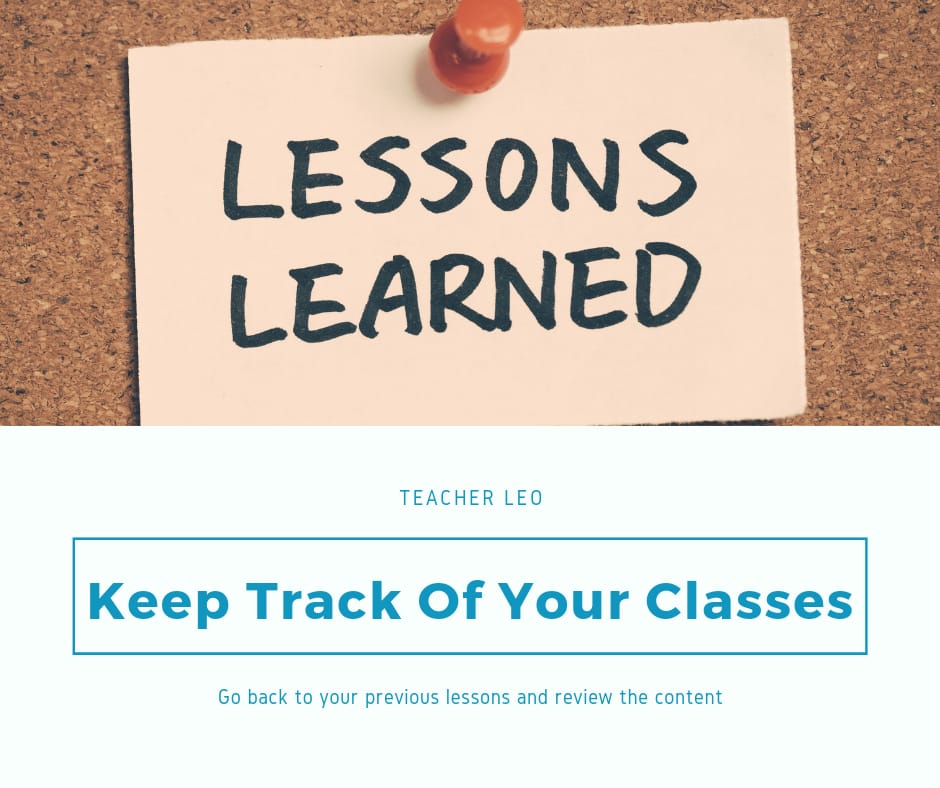 LESSONS
LEARNED
TEACHER LEO
Keep Track Of Your Classes
Go back to your previous lessons and review the content